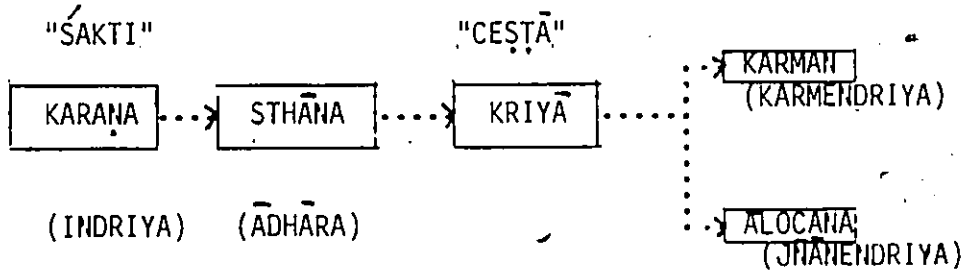 "ŚAKTI" "CEṢṬĀ"
KARMAN
(KARMENDRIYA)
KARAṆA STHĀNA KRIYĀ
(INDRIYA) (ĀDHĀRA)
ĀLOCANA
(JÑĀNENDRIYA)